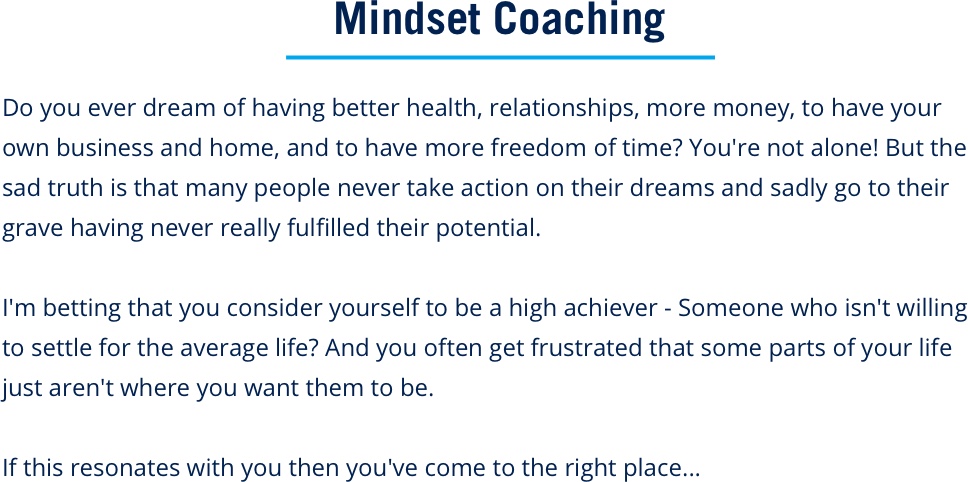 Mindset Coaching
Do you ever dream of having better health, relationships, more money, to have your
own business and home, and to have more freedom of time? You're not alone! But the
sad truth is that many people never take action on their dreams and sadly go to their
grave having never really fulfilled their potential.
I'm betting that you consider yourself to be a high achiever - Someone who isn't willing
to settle for the average life? And you often get frustrated that some parts of your life
just aren't where you want them to be.
If this resonates with you then you've come to the right place...